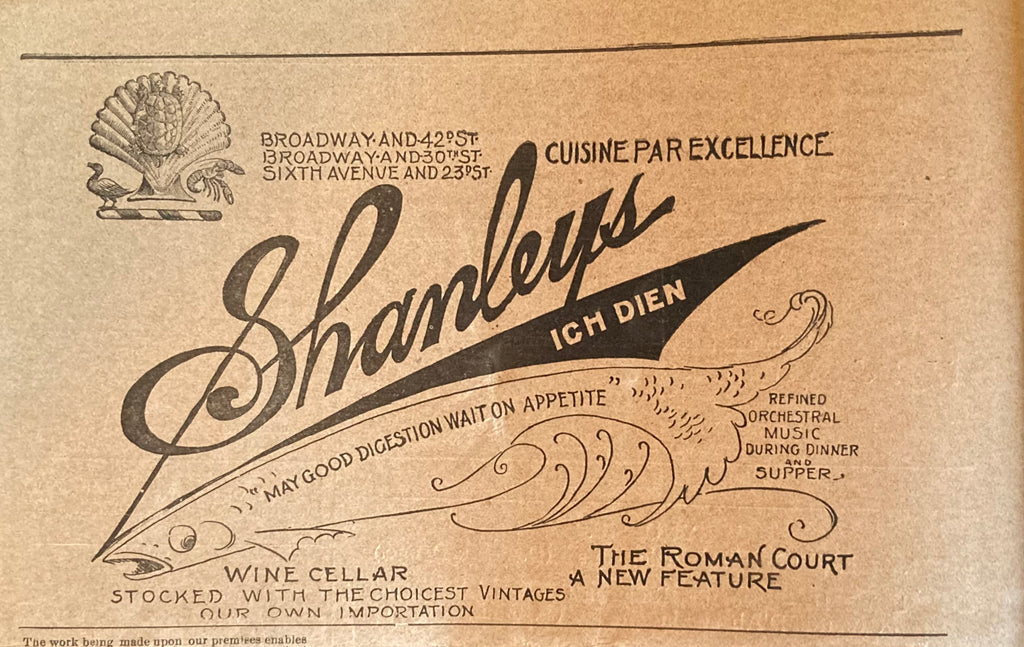 BROADWAY·AND·42D ST·
BROADWAY·AND·30TH ST·
SIXTH AVENUE AND 23D ST·
CUISINE PAR EXCELLENCE
Shanleys
ICH DIEN
"MAY GOOD DIGESTION WAIT ON APPETITE"
REFINED
ORCHESTRAL
MUSIC
DURING DINNER
AND
SUPPER
WINE CELLAR
STOCKED WITH THE CHOICEST VINTAGES
OUR OWN IMPORTATION
THE ROMAN COURT
A NEW FEATURE
The work being made upon our premises enables